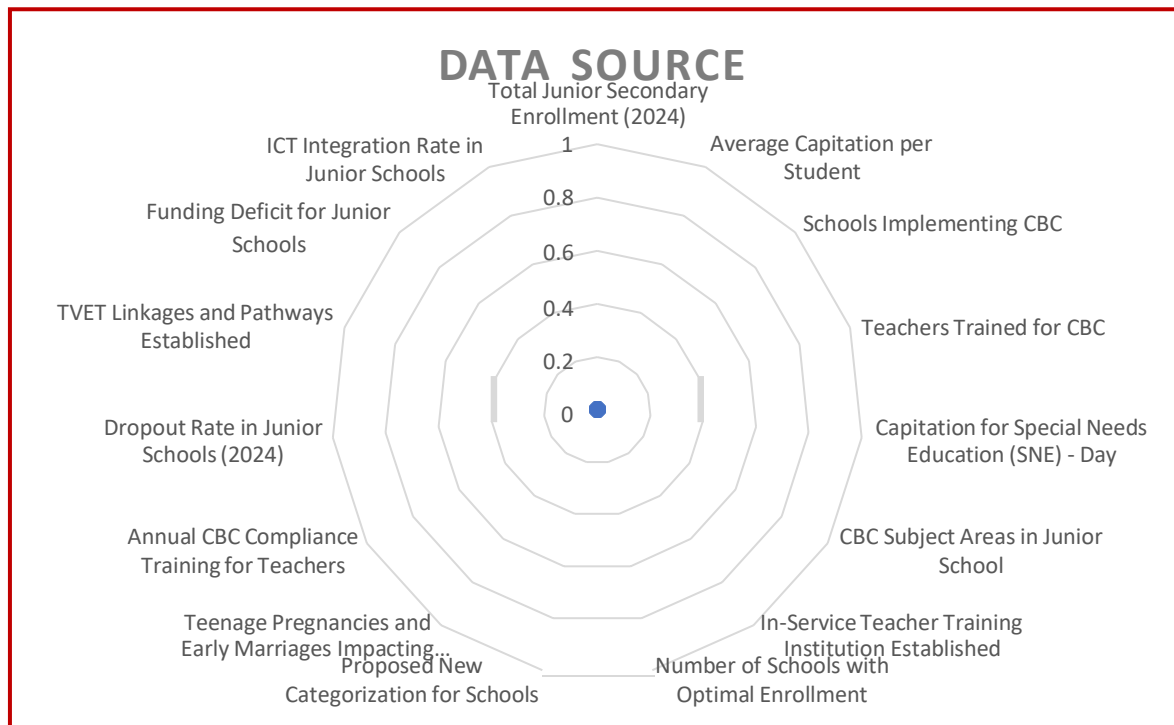 DATA SOURCE
Total Junior Secondary
Enrollment (2024)
Average Capitation per
Student
Schools Implementing CBC
Teachers Trained for CBC
Capitation for Special Needs
Education (SNE) - Day
CBC Subject Areas in Junior
School
In-Service Teacher Training
Institution Established
Number of Schools with
Optimal Enrollment
Proposed New
Categorization for Schools
Teenage Pregnancies and
Early Marriages Impacting...
Annual CBC Compliance
Training for Teachers
Dropout Rate in Junior
Schools (2024)
TVET Linkages and Pathways
Established
Funding Deficit for Junior
Schools
ICT Integration Rate in
Junior Schools
1
0.8
0.6
0.4
0.2
0